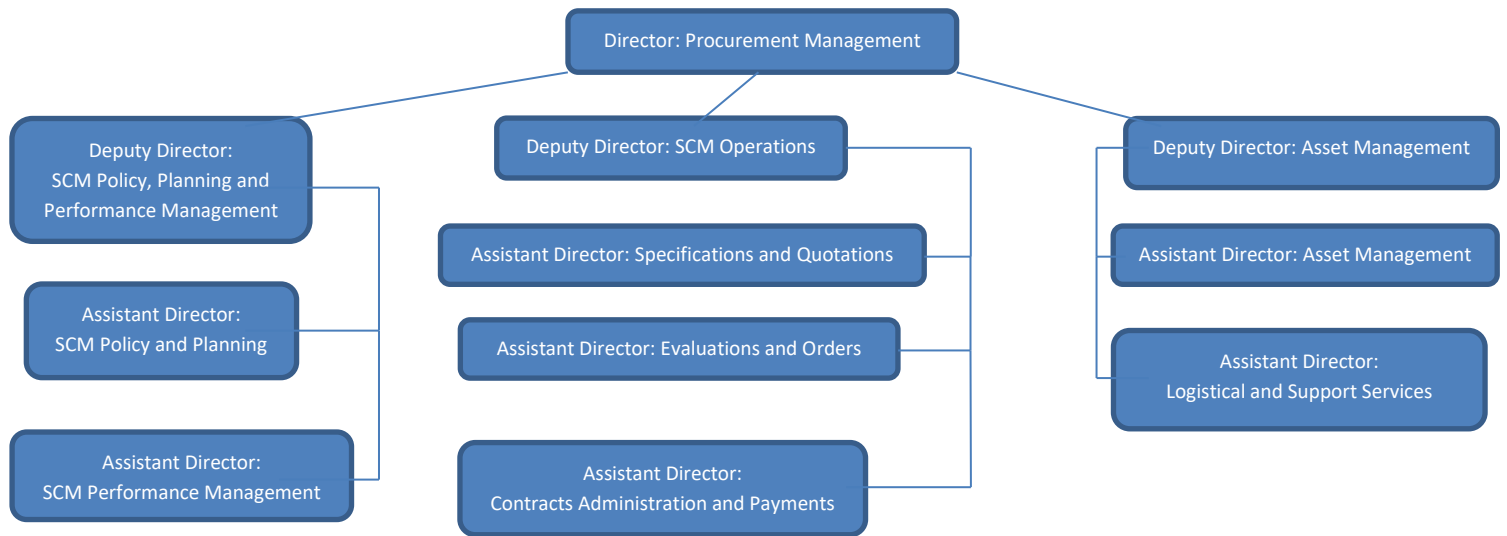 Director: Procurement Management
Deputy Director:
SCM Policy, Planning and
Performance Management
Assistant Director:
SCM Policy and Planning
Assistant Director:
SCM Performance Management
Deputy Director: SCM Operations
Assistant Director: Specifications and Quotations
Assistant Director: Evaluations and Orders
Assistant Director:
Contracts Administration and Payments
Deputy Director: Asset Management
Assistant Director: Asset Management
Assistant Director:
Logistical and Support Services